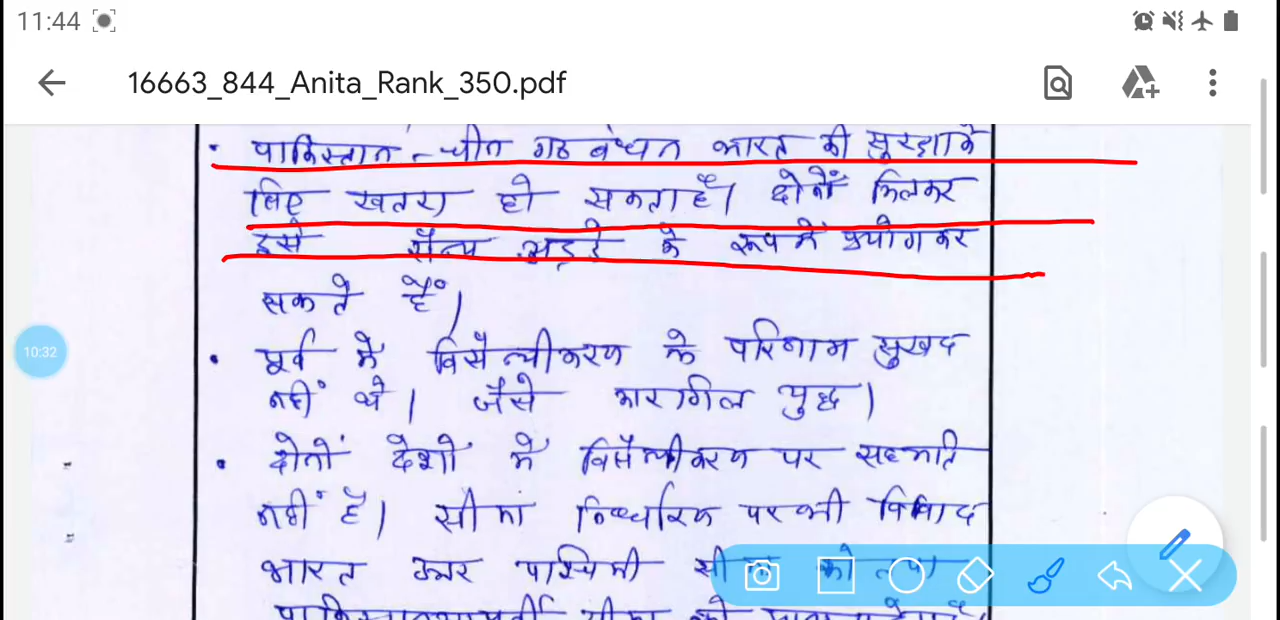 11:44
16663_844_Anita_Rank_350.pdf
• पाकिस्तान - चीन गठबंधन भारत की सुरक्षा के
लिए खतरा हो सकता है। दोनों मिलकर
इसे सैन्य अड्डे के रूप में प्रयोग कर
सकते हैं।
10:32
• पूर्व में विसैन्यीकरण के परिणाम सुखद
नहीं थे। जैसे कारगिल युद्ध।
• दोनों देशों में विसैन्यीकरण पर सहमति
नहीं है। सीमा निर्धारण पर भी विवाद
भारत उत्तर पश्चिमी